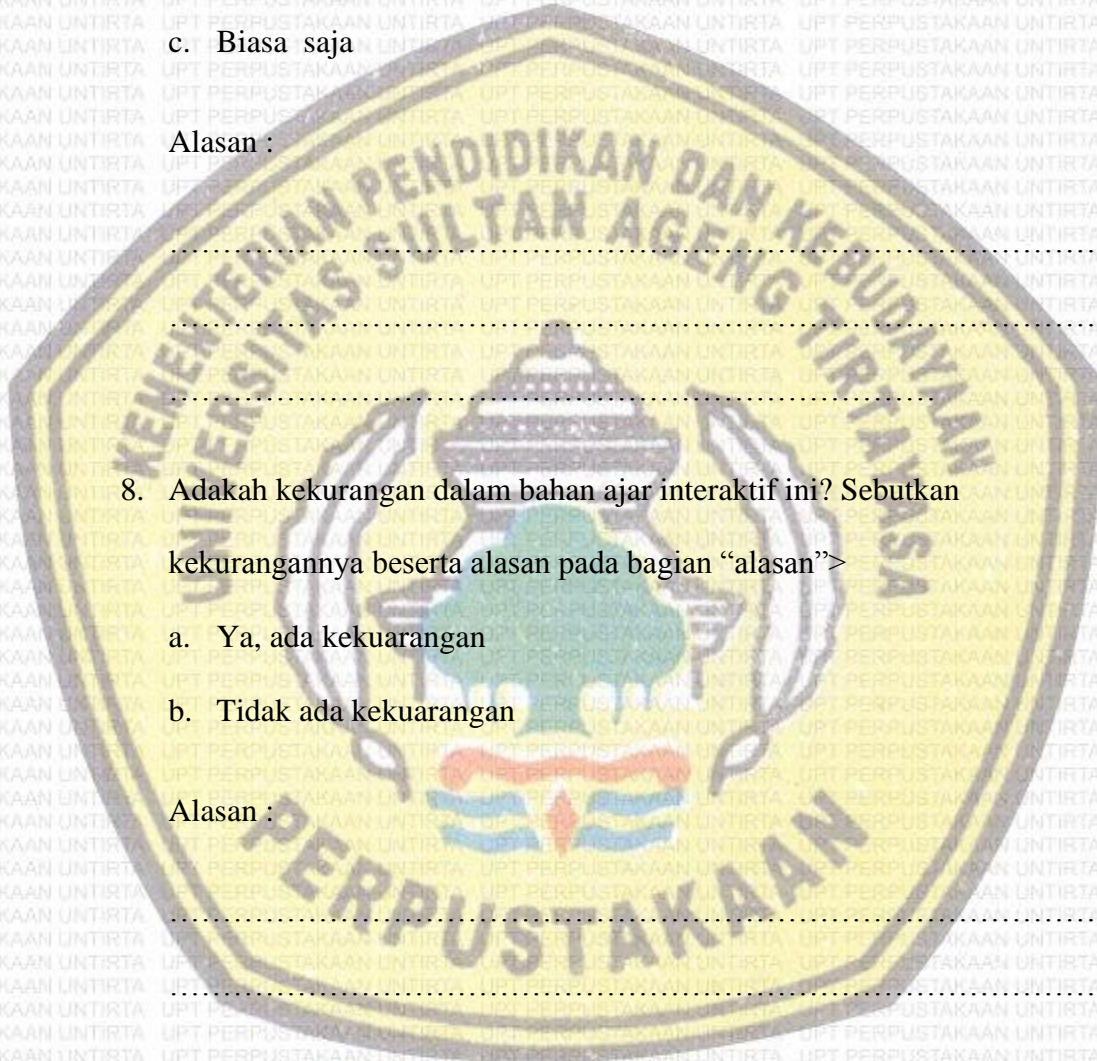 c. Biasa saja
Alasan :
……………………………………………………………………………
……………………………………………………………………………
………………………………………………………………
8. Adakah kekurangan dalam bahan ajar interaktif ini? Sebutkan
kekurangannya beserta alasan pada bagian “alasan”>
a. Ya, ada kekuarangan
b. Tidak ada kekuarangan
Alasan :
……………………………………………………………………………
……………………………………………………………………………
KEMENTERIAN PENDIDIKAN DAN KEBUDAYAAN
UNIVERSITAS SULTAN AGENG TIRTAYASA
PERPUSTAKAAN
UPT PERPUSTAKAAN UNTIRTA